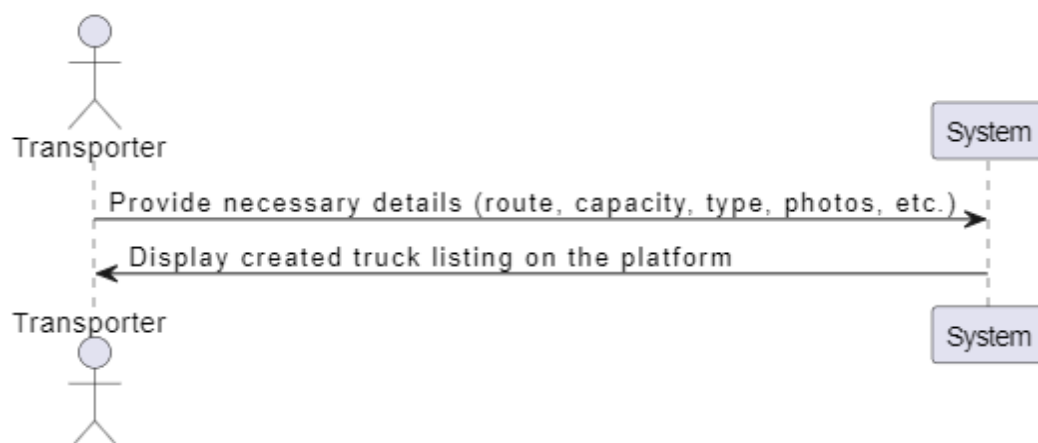 Transporter
System
Provide necessary details (route, capacity, type, photos, etc.)
Display created truck listing on the platform
Transporter
System